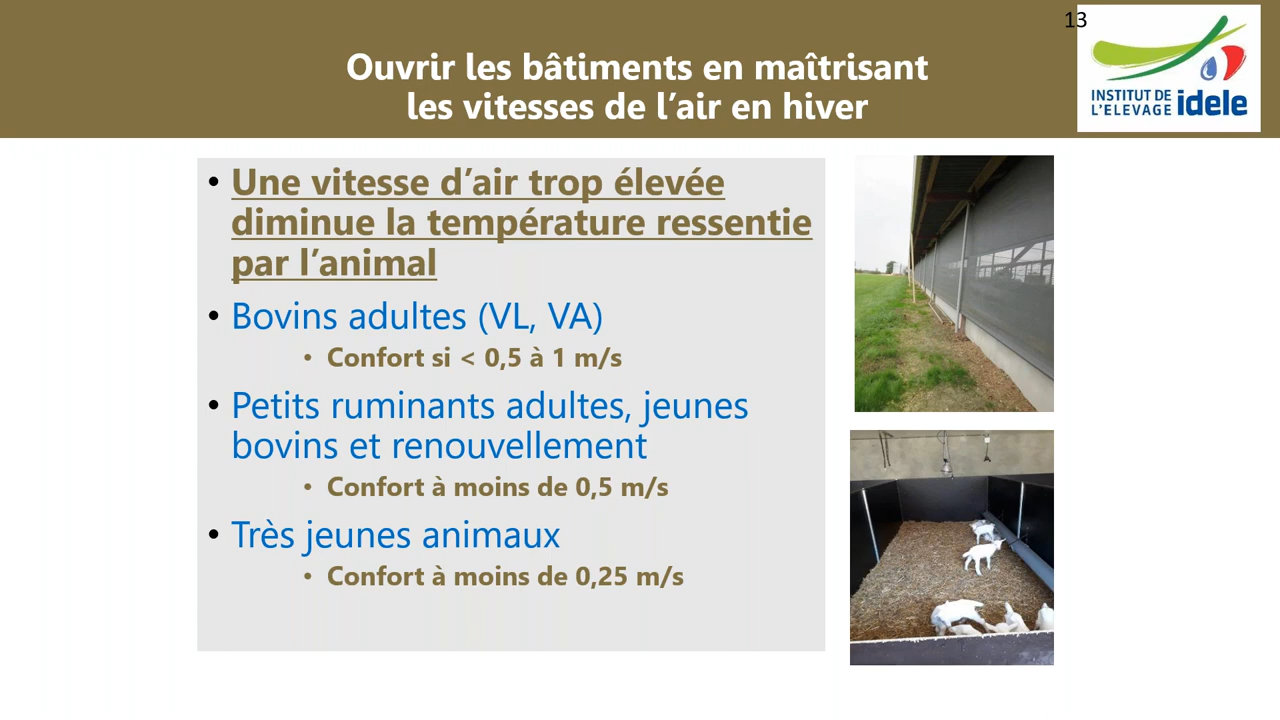 13
Ouvrir les bâtiments en maîtrisant
les vitesses de l’air en hiver
INSTITUT DE
L'ELEVAGE idele
• Une vitesse d’air trop élevée
diminue la température ressentie
par l’animal
• Bovins adultes (VL, VA)
• Confort si < 0,5 à 1 m/s
• Petits ruminants adultes, jeunes
bovins et renouvellement
• Confort à moins de 0,5 m/s
• Très jeunes animaux
• Confort à moins de 0,25 m/s